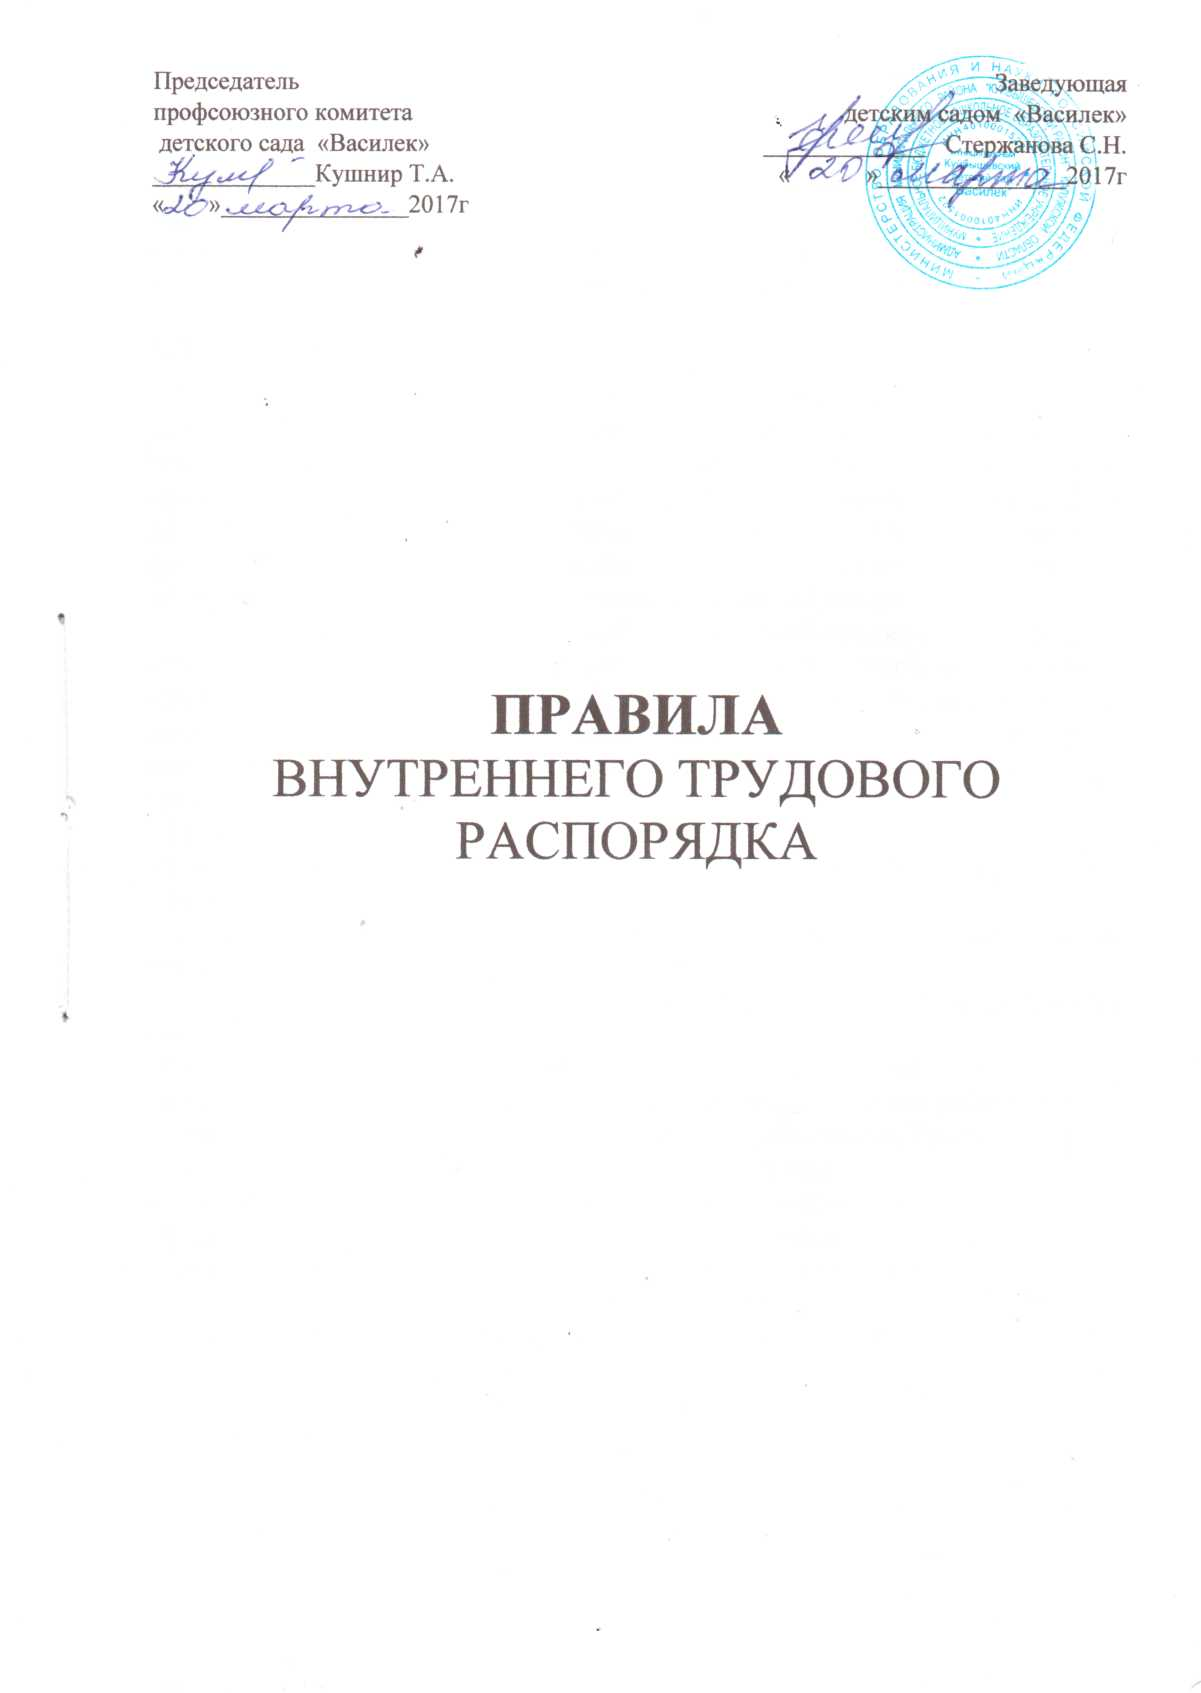 Председатель
профсоюзного комитета
детского сада «Василек»
Кушнир Т.А.
«20» марта 2017г
Заведующая
детским садом «Василек»
Стержанова С.Н.
«20» марта 2017г
ПРАВИЛА
ВНУТРЕННЕГО ТРУДОВОГО
РАСПОРЯДКА